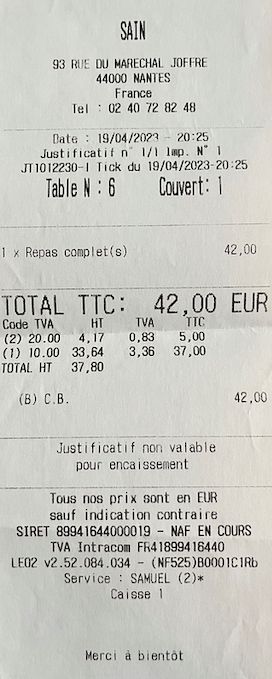 SAIN
93 RUE DU MARECHAL JOFFRE
44000 NANTES
France
Tel : 02 40 72 82 48
Date : 19/04/2023 - 20:25
Justificatif n° 1/1 Imp. N° 1
JT1012230-1 Tick du 19/04/2023-20:25
Table N : 6 Couvert: 1
1 x Repas complet(s) 42,00
TOTAL TTC: 42,00 EUR
Code TVA HT TVA TTC
(2) 20.00 4,17 0,83 5,00
(1) 10.00 33,64 3,36 37,00
TOTAL HT 37,80
(B) C.B. 42,00
Justificatif non valable
pour encaissement
Tous nos prix sont en EUR
sauf indication contraire
SIRET 89941644000019 - NAF EN COURS
TVA Intracom FR41899416440
LEO2 v2.52.084.034 - (NF525)B0001C1Rb
Service : SAMUEL (2)*
Caisse 1
Merci à bientôt